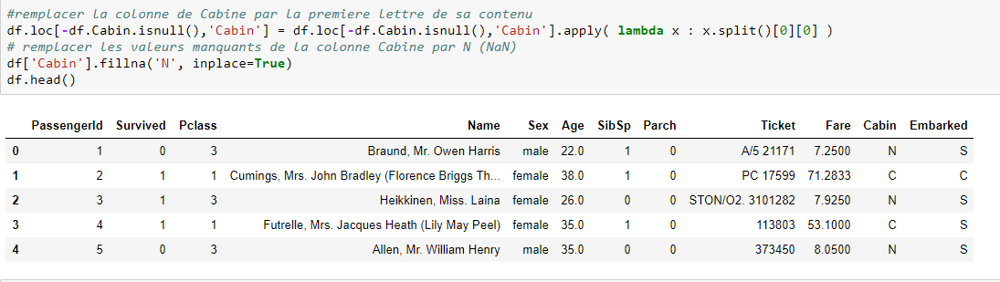 #remplacer la colonne de Cabine par la premiere lettre de sa contenu
df.loc[-df.Cabin.isnull(),'Cabin'] = df.loc[-df.Cabin.isnull(),'Cabin'].apply( lambda x : x.split()[0][0] )
# remplacer les valeurs manquants de la colonne Cabine par N (NaN)
df['Cabin'].fillna('N', inplace=True)
df.head()
PassengerId Survived Pclass Name Sex Age SibSp Parch Ticket Fare Cabin Embarked
0 1 0 3 Braund, Mr. Owen Harris male 22.0 1 0 A/5 21171 7.2500 N S
1 2 1 1 Cumings, Mrs. John Bradley (Florence Briggs Th... female 38.0 1 0 PC 17599 71.2833 C C
2 3 1 3 Heikkinen, Miss. Laina female 26.0 0 0 STON/O2. 3101282 7.9250 N S
3 4 1 1 Futrelle, Mrs. Jacques Heath (Lily May Peel) female 35.0 1 0 113803 53.1000 C S
4 5 0 3 Allen, Mr. William Henry male 35.0 0 0 373450 8.0500 N S